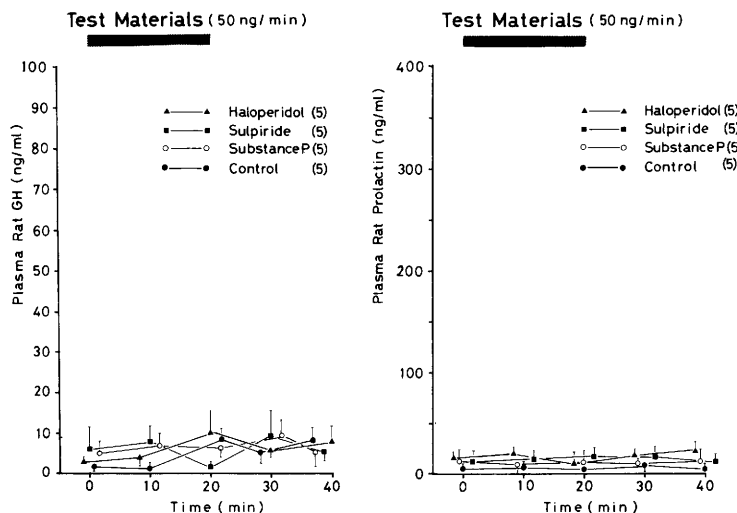 Test Materials (50 ng/min)
Plasma Rat GH (ng/ml)
100
90
80
70
60
50
40
30
20
10
0
Haloperidol (5)
Sulpiride (5)
Substance P (5)
Control (5)
0 10 20 30 40
Time (min)
Test Materials (50 ng/min)
Plasma Rat Prolactin (ng/ml)
400
300
200
100
50
0
Haloperidol (5)
Sulpiride (5)
Substance P (5
Control 5)
0 10 20 30 40
Time (min)